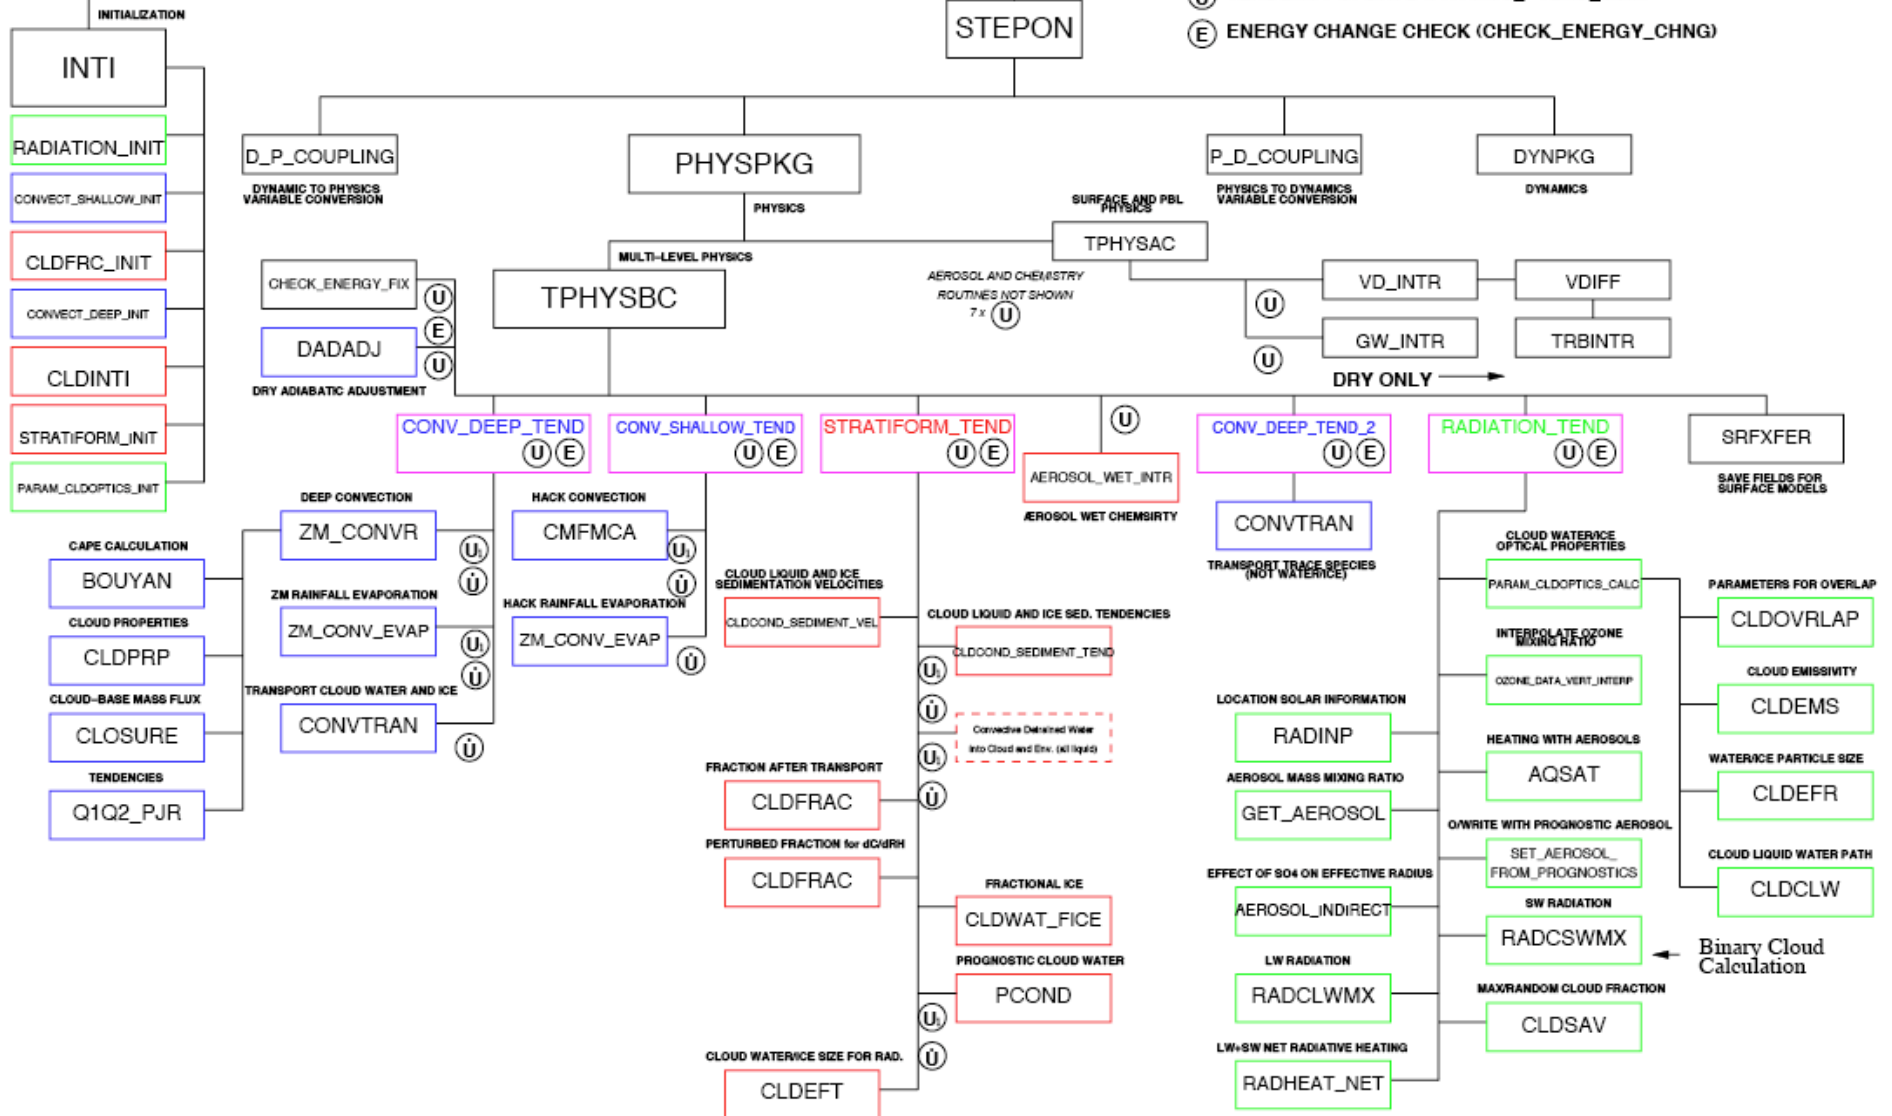 INITIALIZATION
INTI
RADIATION_INIT
CONVECT_SHALLOW_INIT
CLDFRC_INIT
CONVECT_DEEP_INIT
CLDINTI
STRATIFORM_INIT
PARAM_CLDOPTICS_INIT
STEPON
E ENERGY CHANGE CHECK (CHECK_ENERGY_CHNG)
D_P_COUPLING
DYNAMIC TO PHYSICS
VARIABLE CONVERSION
PHYSPKG
PHYSICS
P_D_COUPLING
PHYSICS TO DYNAMICS
VARIABLE CONVERSION
DYNPKG
DYNAMICS
SURFACE AND PBL
PHYSICS
TPHYSAC
MULTI-LEVEL PHYSICS
TPHYSBC
AEROSOL AND CHEMISTRY
ROUTINES NOT SHOWN
7 x U
VD_INTR
VDIFF
U
GW_INTR
TRBINTR
U
DRY ONLY
CHECK_ENERGY_FIX
U
E
DADADJ
U
DRY ADIABATIC ADJUSTMENT
CONV_DEEP_TEND
U E
CONV_SHALLOW_TEND
U E
STRATIFORM_TEND
U E
U
AEROSOL_WET_INTR
AEROSOL WET CHEMSIRTY
CONV_DEEP_TEND_2
U E
RADIATION_TEND
U E
SRFXFER
SAVE FIELDS FOR
SURFACE MODELS
DEEP CONVECTION
ZM_CONVR
U₁
U̇
CAPE CALCULATION
BOUYAN
ZM RAINFALL EVAPORATION
ZM_CONV_EVAP
U₁
U̇
CLOUD PROPERTIES
CLDPRP
TRANSPORT CLOUD WATER AND ICE
CONVTRAN
U̇
CLOUD-BASE MASS FLUX
CLOSURE
TENDENCIES
Q1Q2_PJR
HACK CONVECTION
CMFMCA
U₁
U̇
HACK RAINFALL EVAPORATION
ZM_CONV_EVAP
U̇
CLOUD LIQUID AND ICE
SEDIMENTATION VELOCITIES
CLDCOND_SEDIMENT_VEL
CLOUD LIQUID AND ICE SED. TENDENCIES
CLDCOND_SEDIMENT_TEND
U₁
U̇
Convective Detrained Water
into Cloud and Env. (all liquid)
U₁
U̇
FRACTION AFTER TRANSPORT
CLDFRAC
PERTURBED FRACTION for dC/dRH
CLDFRAC
FRACTIONAL ICE
CLDWAT_FICE
PROGNOSTIC CLOUD WATER
PCOND
U₁
U̇
CLOUD WATER/ICE SIZE FOR RAD.
CLDEFT
CONVTRAN
TRANSPORT TRACE SPECIES
(NOT WATER/ICE)
CLOUD WATER/ICE
OPTICAL PROPERTIES
PARAM_CLDOPTICS_CALC
PARAMETERS FOR OVERLAP
CLDOVRLAP
INTERPOLATE OZONE
MIXING RATIO
OZONE_DATA_VERT_INTERP
CLOUD EMISSIVITY
CLDEMS
LOCATION SOLAR INFORMATION
RADINP
HEATING WITH AEROSOLS
AQSAT
WATER/ICE PARTICLE SIZE
CLDEFR
AEROSOL MASS MIXING RATIO
GET_AEROSOL
O/WRITE WITH PROGNOSTIC AEROSOL
SET_AEROSOL_
FROM_PROGNOSTICS
CLOUD LIQUID WATER PATH
CLDCLW
EFFECT OF SO4 ON EFFECTIVE RADIUS
AEROSOL_INDIRECT
SW RADIATION
RADCSWMX
Binary Cloud
Calculation
LW RADIATION
RADCLWMX
MAX/RANDOM CLOUD FRACTION
CLDSAV
LW+SW NET RADIATIVE HEATING
RADHEAT_NET